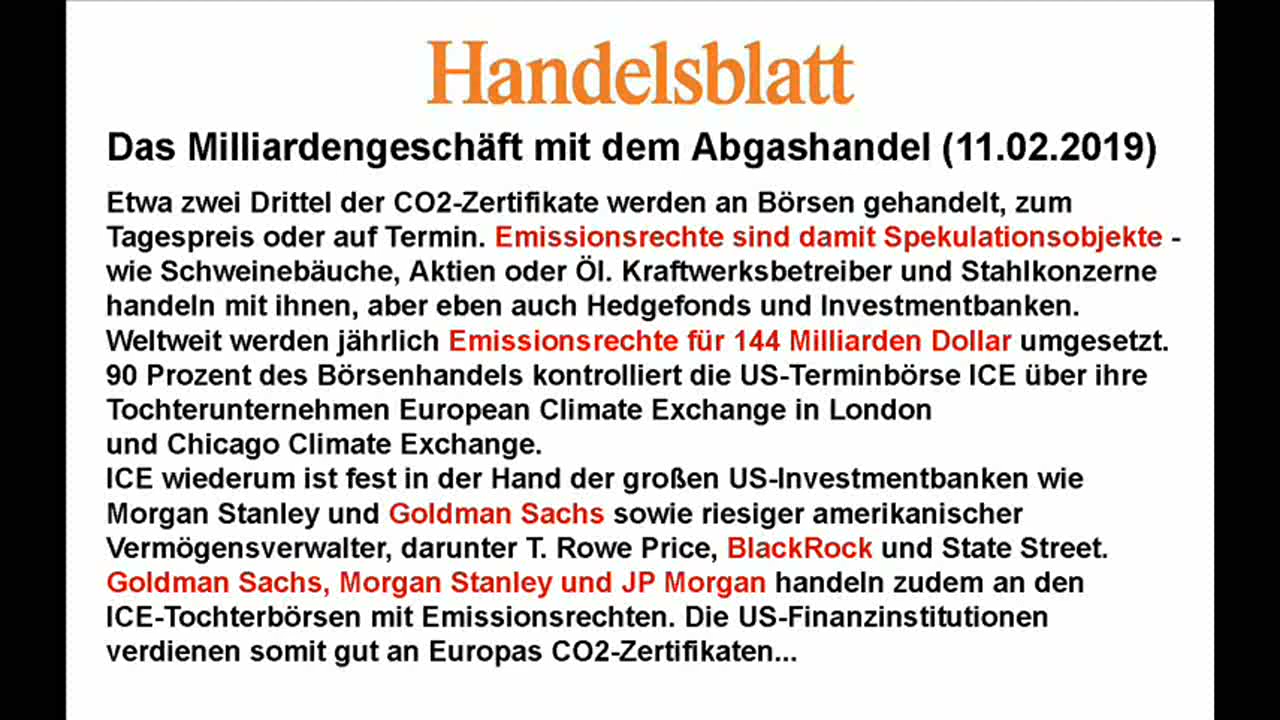 Handelsblatt
Das Milliardengeschäft mit dem Abgashandel (11.02.2019)
Etwa zwei Drittel der CO2-Zertifikate werden an Börsen gehandelt, zum
Tagespreis oder auf Termin. Emissionsrechte sind damit Spekulationsobjekte -
wie Schweinebäuche, Aktien oder Öl. Kraftwerksbetreiber und Stahlkonzerne
handeln mit ihnen, aber eben auch Hedgefonds und Investmentbanken.
Weltweit werden jährlich Emissionsrechte für 144 Milliarden Dollar umgesetzt.
90 Prozent des Börsenhandels kontrolliert die US-Terminbörse ICE über ihre
Tochterunternehmen European Climate Exchange in London
und Chicago Climate Exchange.
ICE wiederum ist fest in der Hand der großen US-Investmentbanken wie
Morgan Stanley und Goldman Sachs sowie riesiger amerikanischer
Vermögensverwalter, darunter T. Rowe Price, BlackRock und State Street.
Goldman Sachs, Morgan Stanley und JP Morgan handeln zudem an den
ICE-Tochterbörsen mit Emissionsrechten. Die US-Finanzinstitutionen
verdienen somit gut an Europas CO2-Zertifikaten...